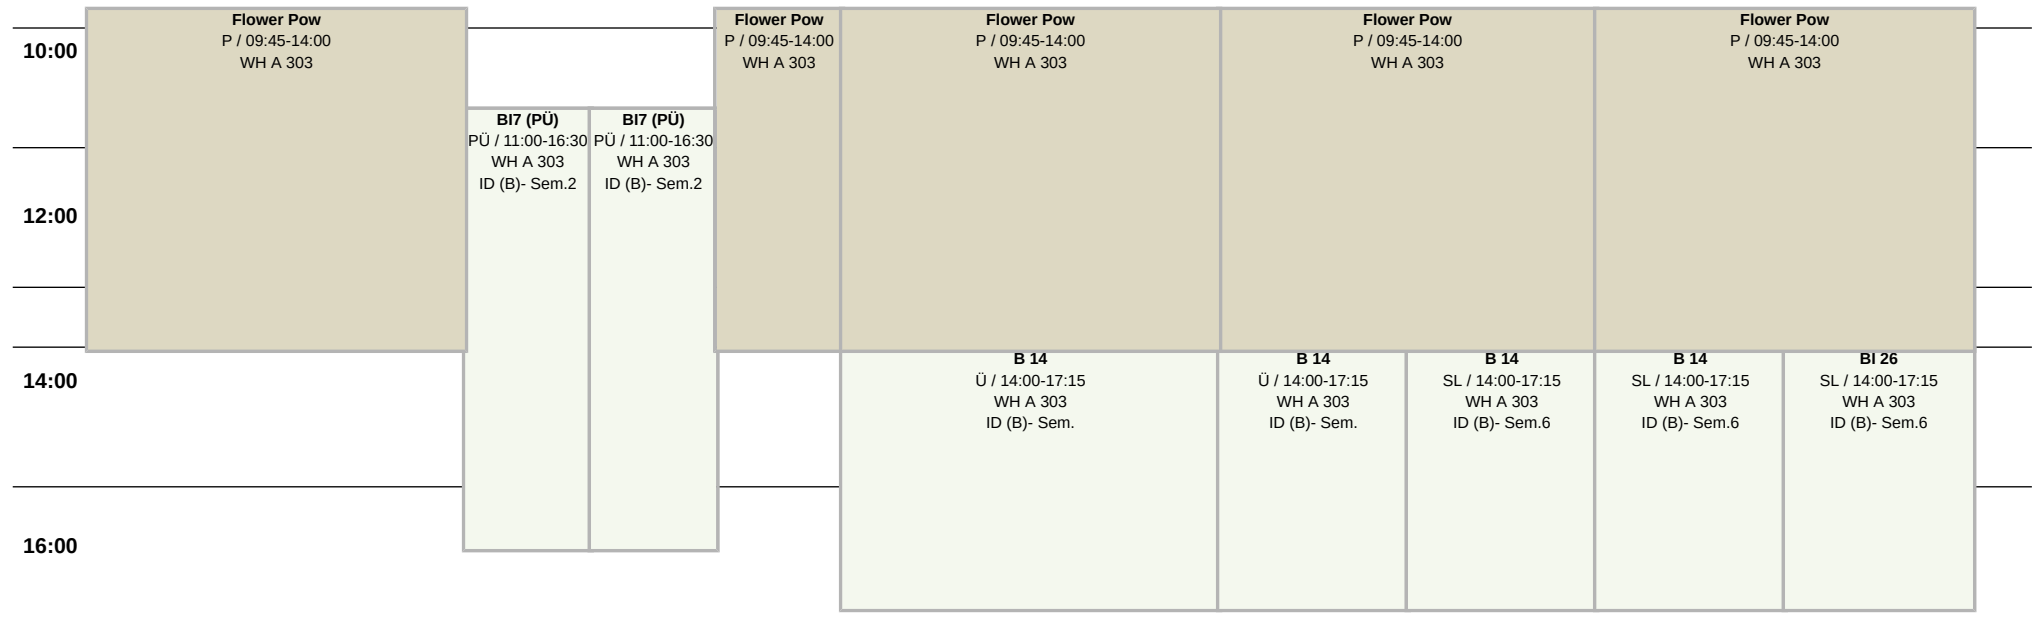 10:00
12:00
14:00
16:00
Flower Pow
P / 09:45-14:00
WH A 303
BI7 (PÜ)
PÜ / 11:00-16:30
WH A 303
ID (B)- Sem.2
BI7 (PÜ)
PÜ / 11:00-16:30
WH A 303
ID (B)- Sem.2
Flower Pow
P / 09:45-14:00
WH A 303
Flower Pow
P / 09:45-14:00
WH A 303
Flower Pow
P / 09:45-14:00
WH A 303
Flower Pow
P / 09:45-14:00
WH A 303
B 14
Ü / 14:00-17:15
WH A 303
ID (B)- Sem.
B 14
Ü / 14:00-17:15
WH A 303
ID (B)- Sem.
B 14
SL / 14:00-17:15
WH A 303
ID (B)- Sem.6
B 14
SL / 14:00-17:15
WH A 303
ID (B)- Sem.6
BI 26
SL / 14:00-17:15
WH A 303
ID (B)- Sem.6